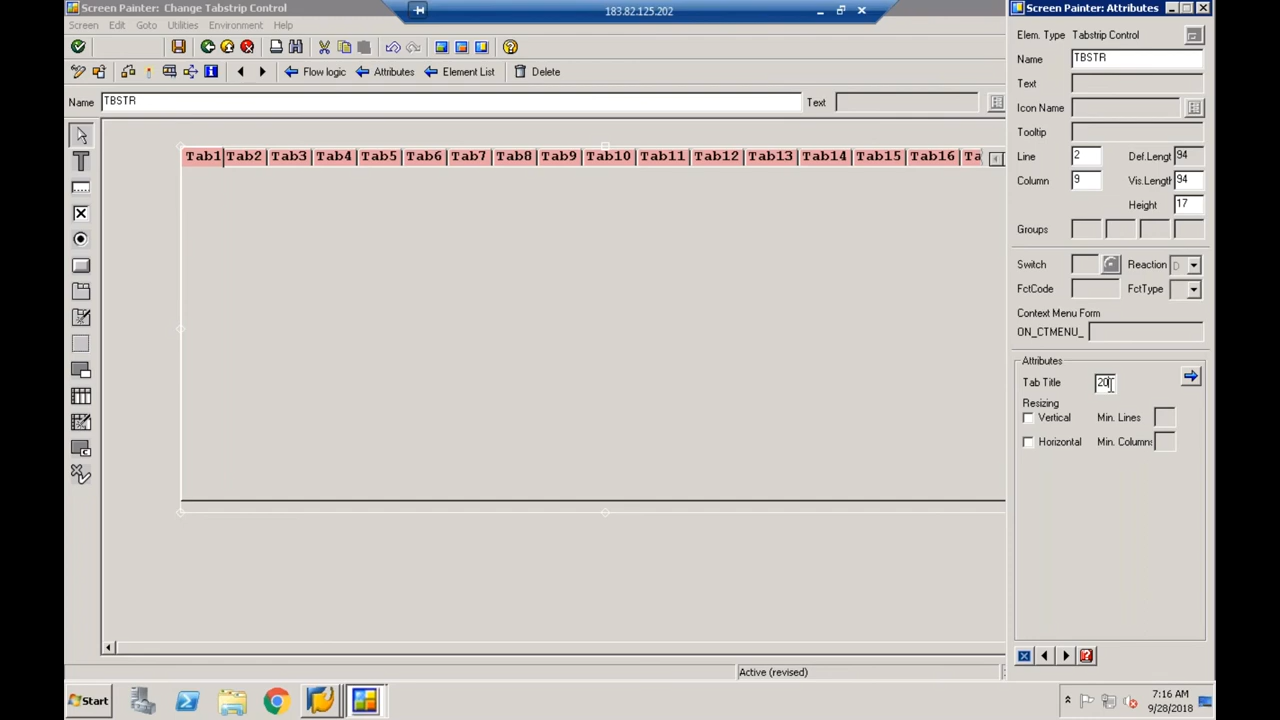 Screen Painter: Change Tabstrip Control
183.82.125.202
Screen Painter: Attributes
Screen Edit Goto Utilities Environment Help
Flow logic Attributes Element List Delete
Name TBSTR Text
Tab1 Tab2 Tab3 Tab4 Tab5 Tab6 Tab7 Tab8 Tab9 Tab10 Tab11 Tab12 Tab13 Tab14 Tab15 Tab16 Ta
Elem. Type Tabstrip Control
Name TBSTR
Text
Icon Name
Tooltip
Line 2 Def.Lengt 94
Column 9 Vis.Length 94
Height 17
Groups
Switch Reaction D
FctCode FctType
Context Menu Form
ON_CTMENU_
Attributes
Tab Title 20
Resizing
Vertical Min. Lines
Horizontal Min. Column
Active (revised)
Start
7:16 AM
9/28/2018